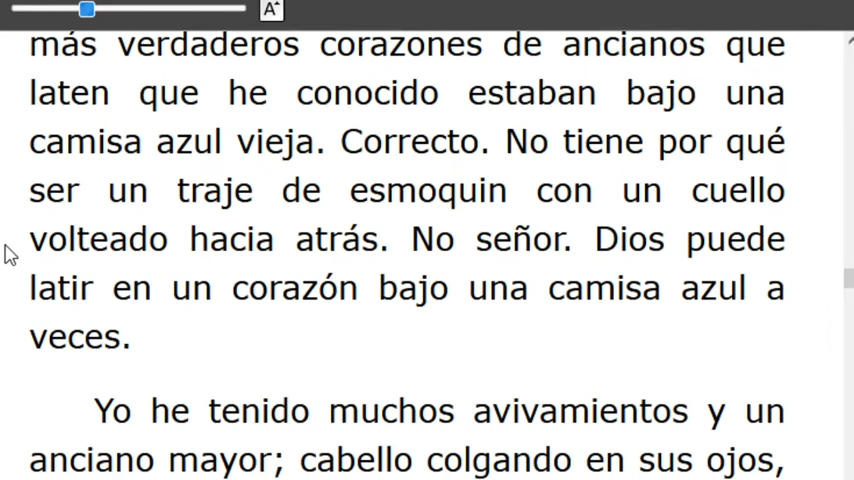 A
más verdaderos corazones de ancianos que
laten que he conocido estaban bajo una
camisa azul vieja. Correcto. No tiene por qué
ser un traje de esmoquin con un cuello
volteado hacia atrás. No señor. Dios puede
latir en un corazón bajo una camisa azul a
veces.
Yo he tenido muchos avivamientos y un
anciano mayor; cabello colgando en sus ojos,